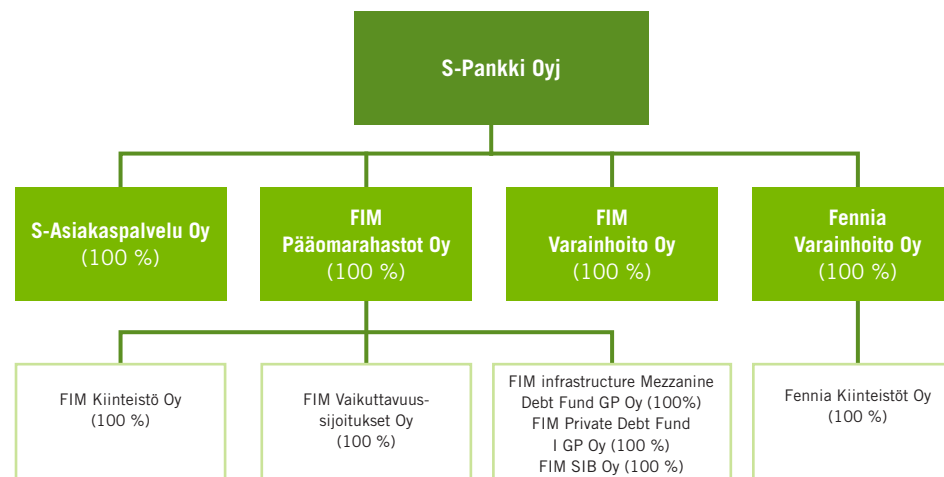 S-Pankki Oyj
S-Asiakaspalvelu Oy
(100 %)
FIM
Pääomarahastot Oy
(100 %)
FIM
Varainhoito Oy
(100 %)
Fennia
Varainhoito Oy
(100 %)
FIM Kiinteistö Oy
(100 %)
FIM Vaikuttavuus-
sijoitukset Oy
(100 %)
FIM infrastructure Mezzanine
Debt Fund GP Oy (100%)
FIM Private Debt Fund
I GP Oy (100 %)
FIM SIB Oy (100 %)
Fennia Kiinteistöt Oy
(100 %)